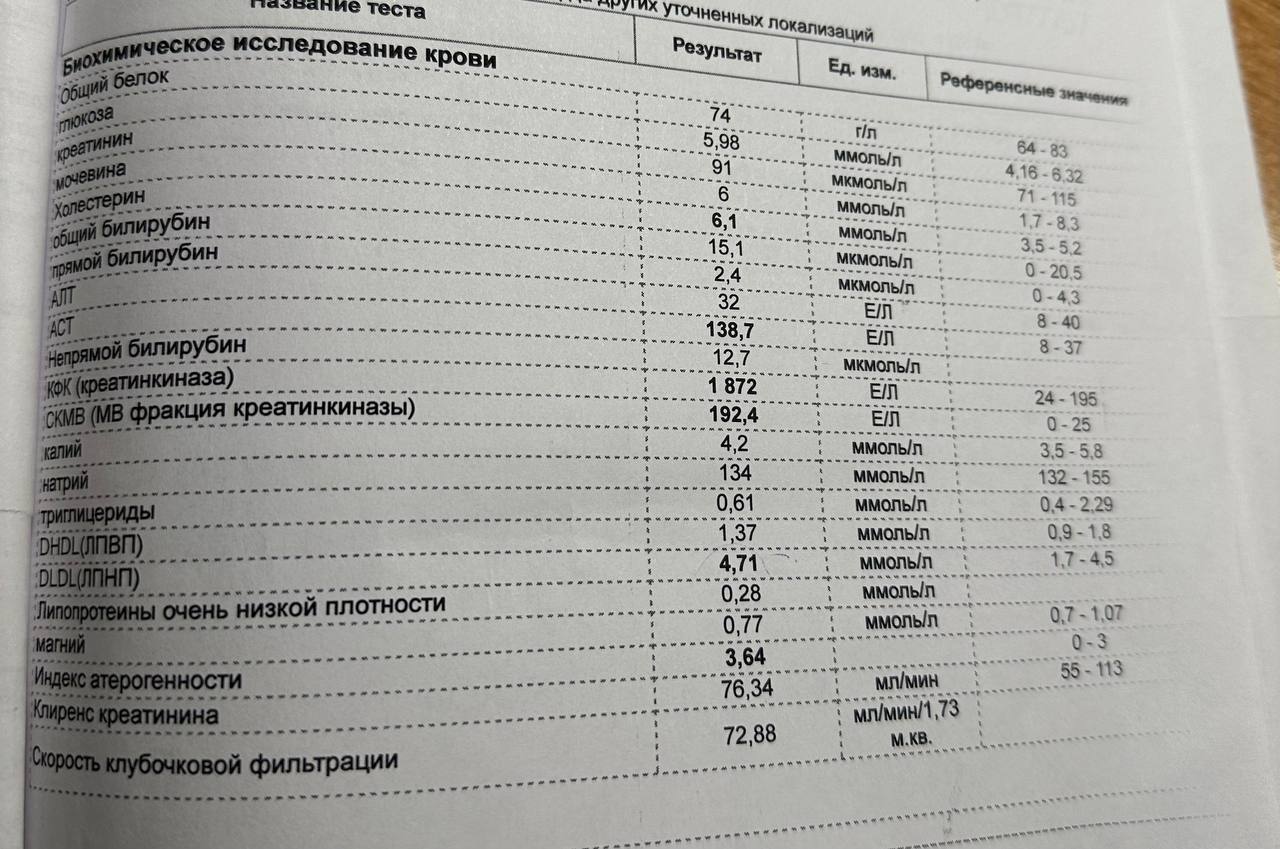 других уточненных локализаций
Название теста Результат Ед. изм. Референсные значения
Биохимическое исследование крови
Общий белок 74 г/л 64 - 83
глюкоза 5,98 ммоль/л 4,16 - 6,32
креатинин 91 мкмоль/л 71 - 115
мочевина 6 ммоль/л 1,7 - 8,3
Холестерин 6,1 ммоль/л 3,5 - 5,2
общий билирубин 15,1 мкмоль/л 0 - 20,5
прямой билирубин 2,4 мкмоль/л 0 - 4,3
АЛТ 32 Е/Л 8 - 40
АСТ 138,7 Е/Л 8 - 37
Непрямой билирубин 12,7 мкмоль/л
КФК (креатинкиназа) 1 872 Е/Л 24 - 195
СКМВ (МВ фракция креатинкиназы) 192,4 Е/Л 0 - 25
калий 4,2 ммоль/л 3,5 - 5,8
натрий 134 ммоль/л 132 - 155
триглицериды 0,61 ммоль/л 0,4 - 2,29
DHDL(ЛПВП) 1,37 ммоль/л 0,9 - 1,8
DLDL(ЛПНП) 4,71 ммоль/л 1,7 - 4,5
Липопротеины очень низкой плотности 0,28 ммоль/л
магний 0,77 ммоль/л 0,7 - 1,07
Индекс атерогенности 3,64 0 - 3
Клиренс креатинина 76,34 мл/мин 55 - 113
Скорость клубочковой фильтрации 72,88 мл/мин/1,73 м.кв.